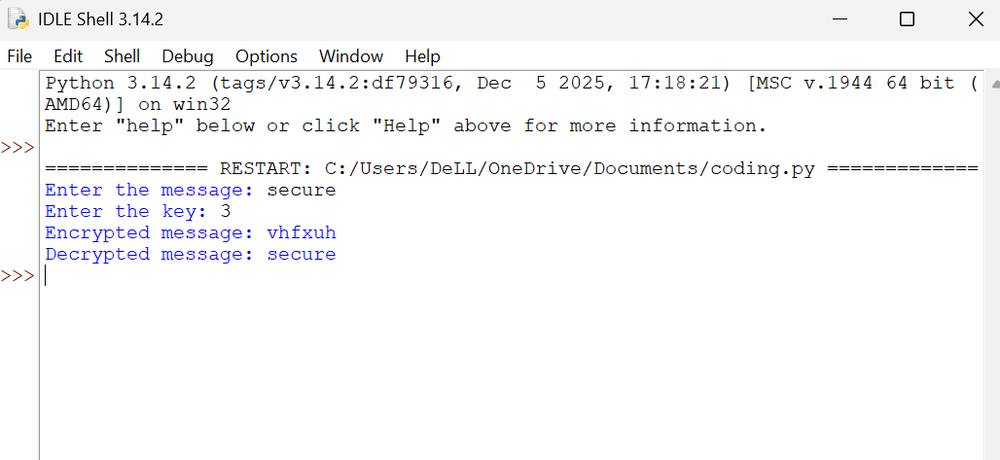 IDLE Shell 3.14.2
File Edit Shell Debug Options Window Help
Python 3.14.2 (tags/v3.14.2:df79316, Dec  5 2025, 17:18:21) [MSC v.1944 64 bit (
AMD64)] on win32
Enter "help" below or click "Help" above for more information.
>>>
============== RESTART: C:/Users/DeLL/OneDrive/Documents/coding.py =============
Enter the message: secure
Enter the key: 3
Encrypted message: vhfxuh
Decrypted message: secure
>>>